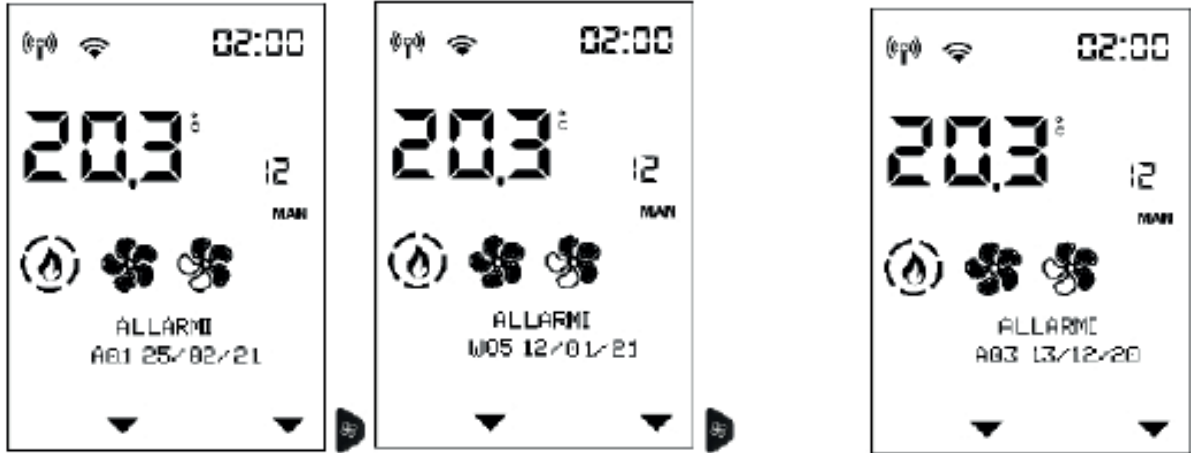 02:00
20,3 °C
12
MAN
ALLARMI
A01 25/02/21
02:00
20,3 °C
12
MAN
ALLARMI
W05 12/01/21
02:00
20,3 °C
12
MAN
ALLARMI
A03 13/12/20